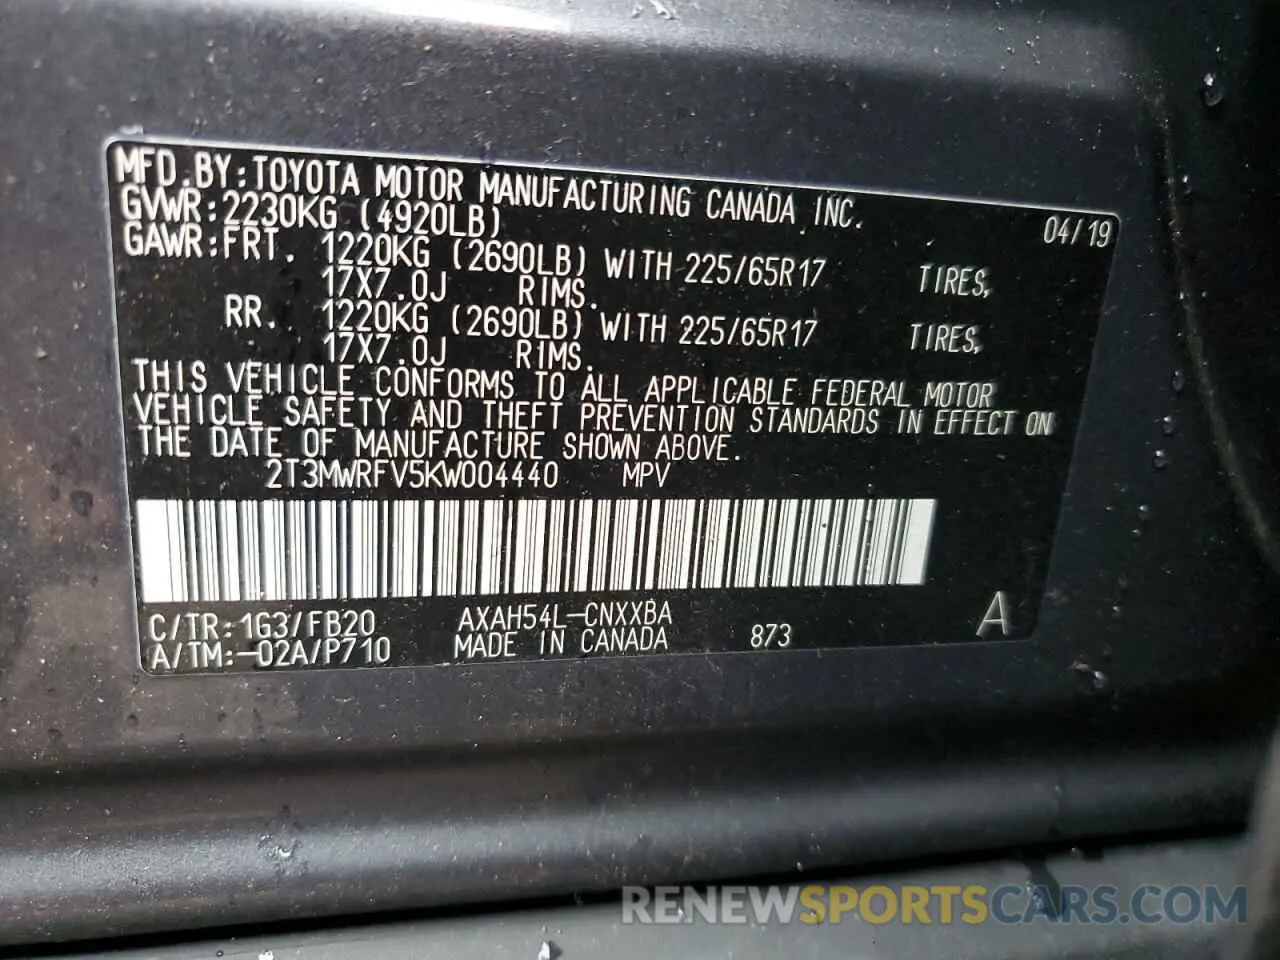 MFD.BY:TOYOTA MOTOR MANUFACTURING CANADA INC.
GVWR:2230KG (4920LB) 04/19
GAWR:FRT. 1220KG (2690LB) WITH 225/65R17 TIRES,
17X7.0J RIMS.
RR. 1220KG (2690LB) WITH 225/65R17 TIRES,
17X7.0J RIMS.
THIS VEHICLE CONFORMS TO ALL APPLICABLE FEDERAL MOTOR
VEHICLE SAFETY AND THEFT PREVENTION STANDARDS IN EFFECT ON
THE DATE OF MANUFACTURE SHOWN ABOVE.
2T3MWRFV5KW004440 MPV
C/TR:1G3/FB20 AXAH54L-CNXXBA A
A/TM:-02A/P710 MADE IN CANADA 873
RENEWSPORTSCARS.COM